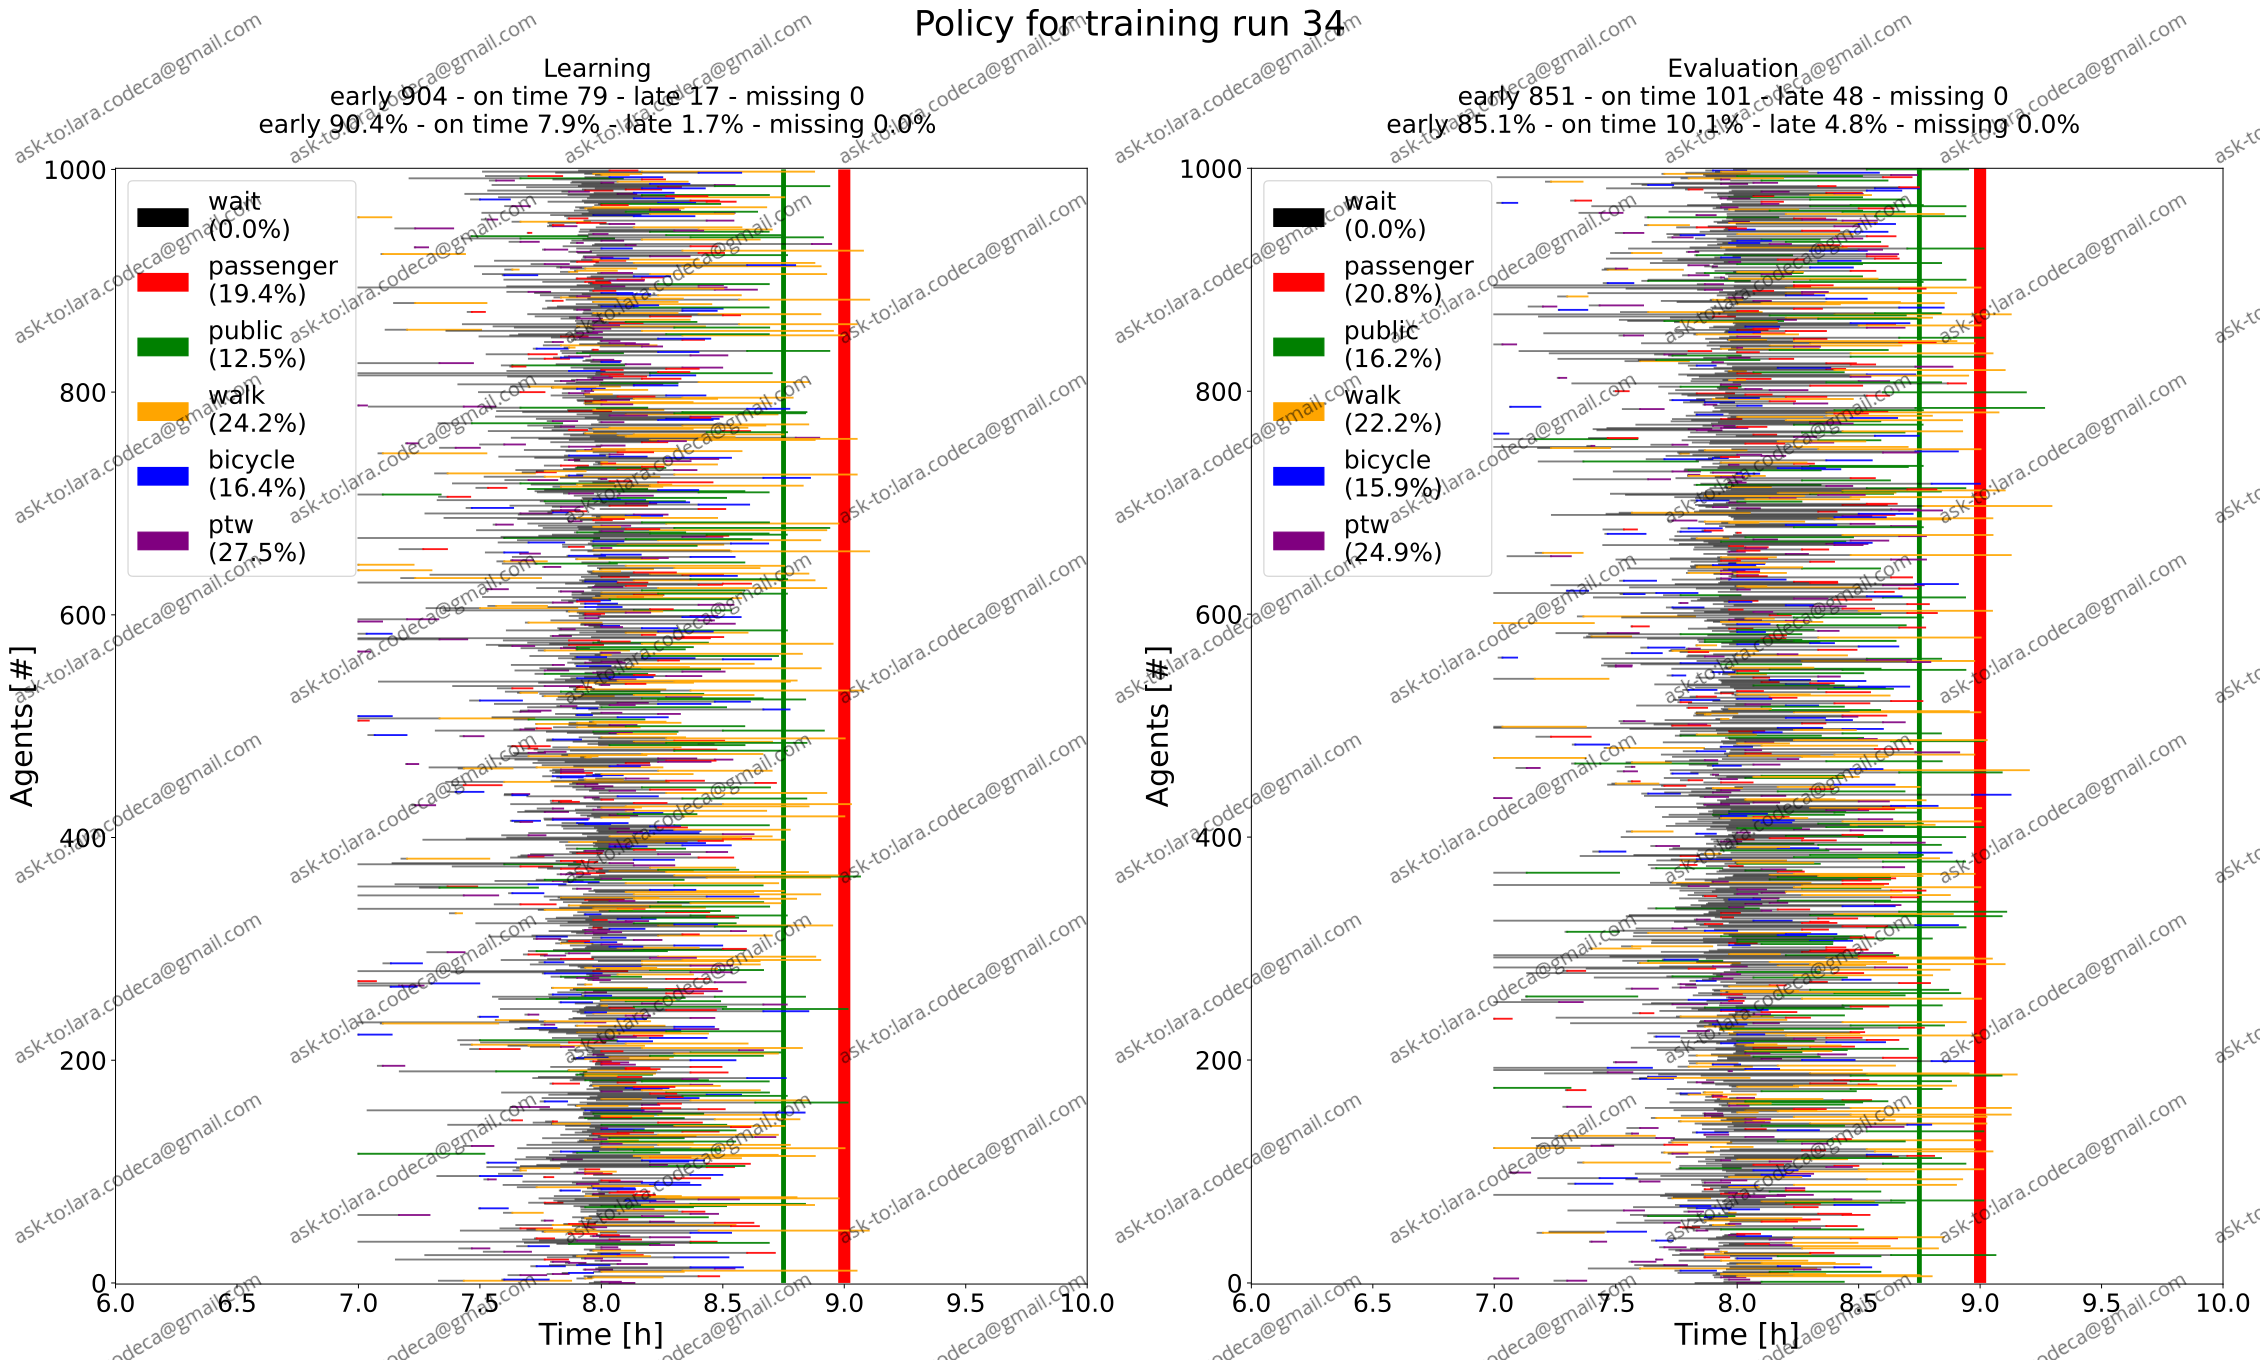 Policy for training run 34
Learning
early 904 - on time 79 - late 17 - missing 0
early 90.4% - on time 7.9% - late 1.7% - missing 0.0%
1000
800
600
400
200
0
Agents [#]
wait
(0.0%)
passenger
(19.4%)
public
(12.5%)
walk
(24.2%)
bicycle
(16.4%)
ptw
(27.5%)
6.0 6.5 7.0 7.5 8.0 8.5 9.0 9.5 10.0
Time [h]
Evaluation
early 851 - on time 101 - late 48 - missing 0
early 85.1% - on time 10.1% - late 4.8% - missing 0.0%
1000
800
600
400
200
0
Agents [#]
wait
(0.0%)
passenger
(20.8%)
public
(16.2%)
walk
(22.2%)
bicycle
(15.9%)
ptw
(24.9%)
6.0 6.5 7.0 7.5 8.0 8.5 9.0 9.5 10.0
Time [h]
ask-to:lara.codeca@gmail.com